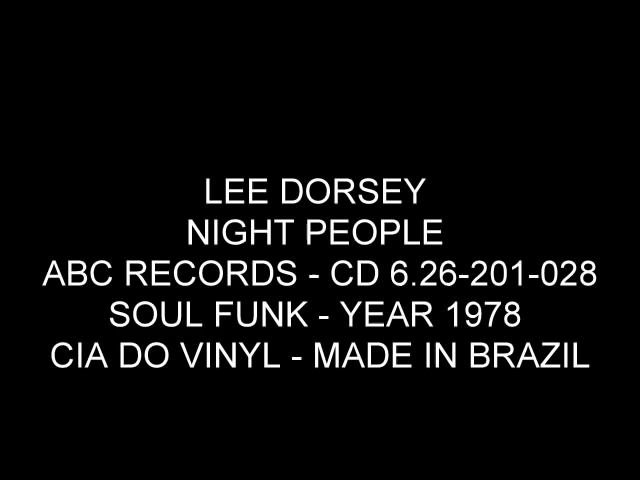 LEE DORSEY
NIGHT PEOPLE
ABC RECORDS - CD 6.26-201-028
SOUL FUNK - YEAR 1978
CIA DO VINYL - MADE IN BRAZIL